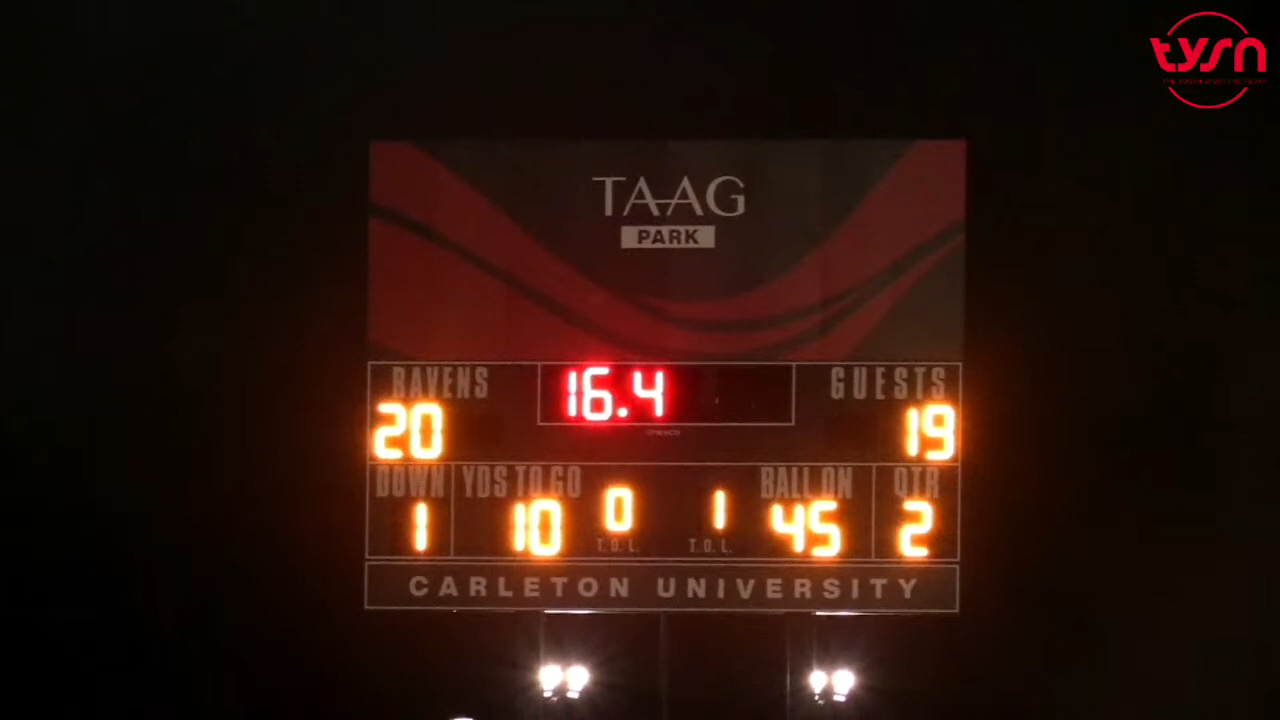 tysn
TAAG
PARK
RAVENS 16.4 GUESTS
20 19
DOWN YDS TO GO BALL ON QTR
1 10 0 1 45 2
T.O.L. T.O.L.
CARLETON UNIVERSITY